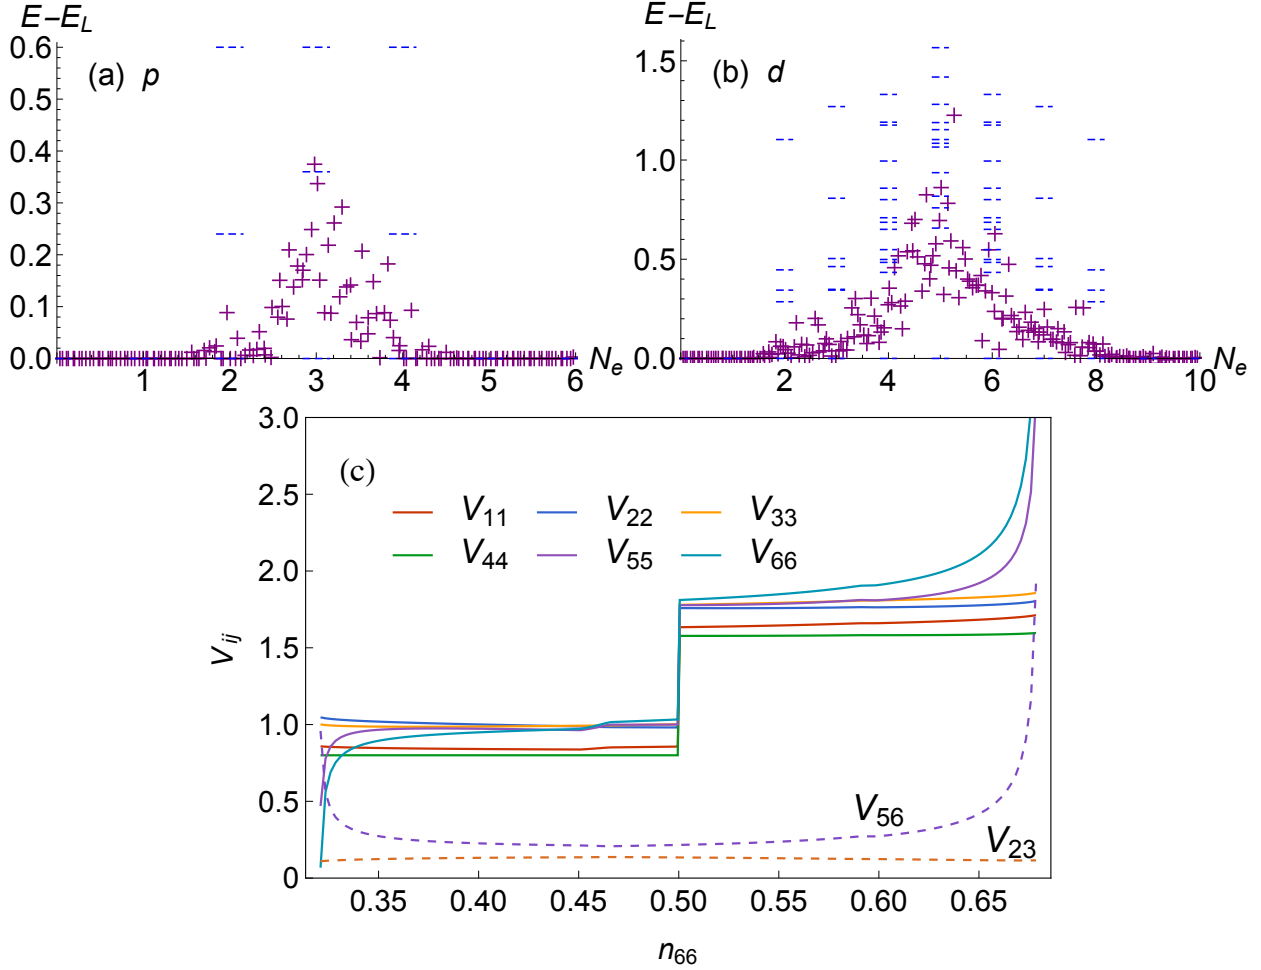 E−E_L
(a) p
0.6
0.5
0.4
0.3
0.2
0.1
0.0
1 2 3 4 5 6
N_e
E−E_L
(b) d
1.5
1.0
0.5
0.0
2 4 6 8 10
N_e
(c)
V_11 V_22 V_33
V_44 V_55 V_66
V_ij
3.0
2.5
2.0
1.5
1.0
0.5
0
V_56
V_23
0.35 0.40 0.45 0.50 0.55 0.60 0.65
n_66